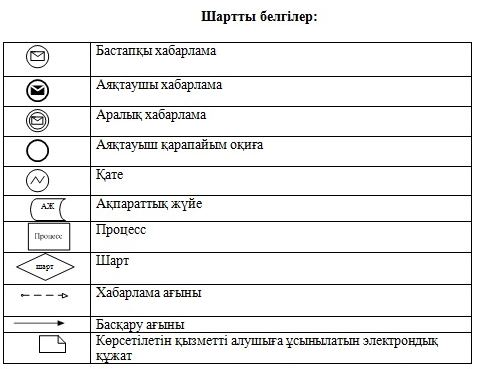 Шартты белгілер:
Бастапқы хабарлама
Аяқтаушы хабарлама
Аралық хабарлама
Аяқтауыш қарапайым оқиға
Қате
АЖ
Ақпараттық жүйе
Процесс
Процесс
шарт
Шарт
Хабарлама ағыны
Басқару ағыны
Көрсетілетін қызметті алушыға ұсынылатын электрондық
құжат